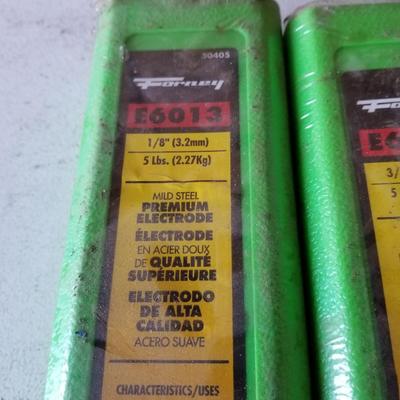 30405
Forney
E6013
1/8" (3.2mm)
5 Lbs. (2.27Kg)
MILD STEEL
PREMIUM
ELECTRODE
ÉLECTRODE
EN ACIER DOUX
DE QUALITÉ
SUPÉRIEURE
ELECTRODO
DE ALTA
CALIDAD
ACERO SUAVE
CHARACTERISTICS/USES
E6
3/
5